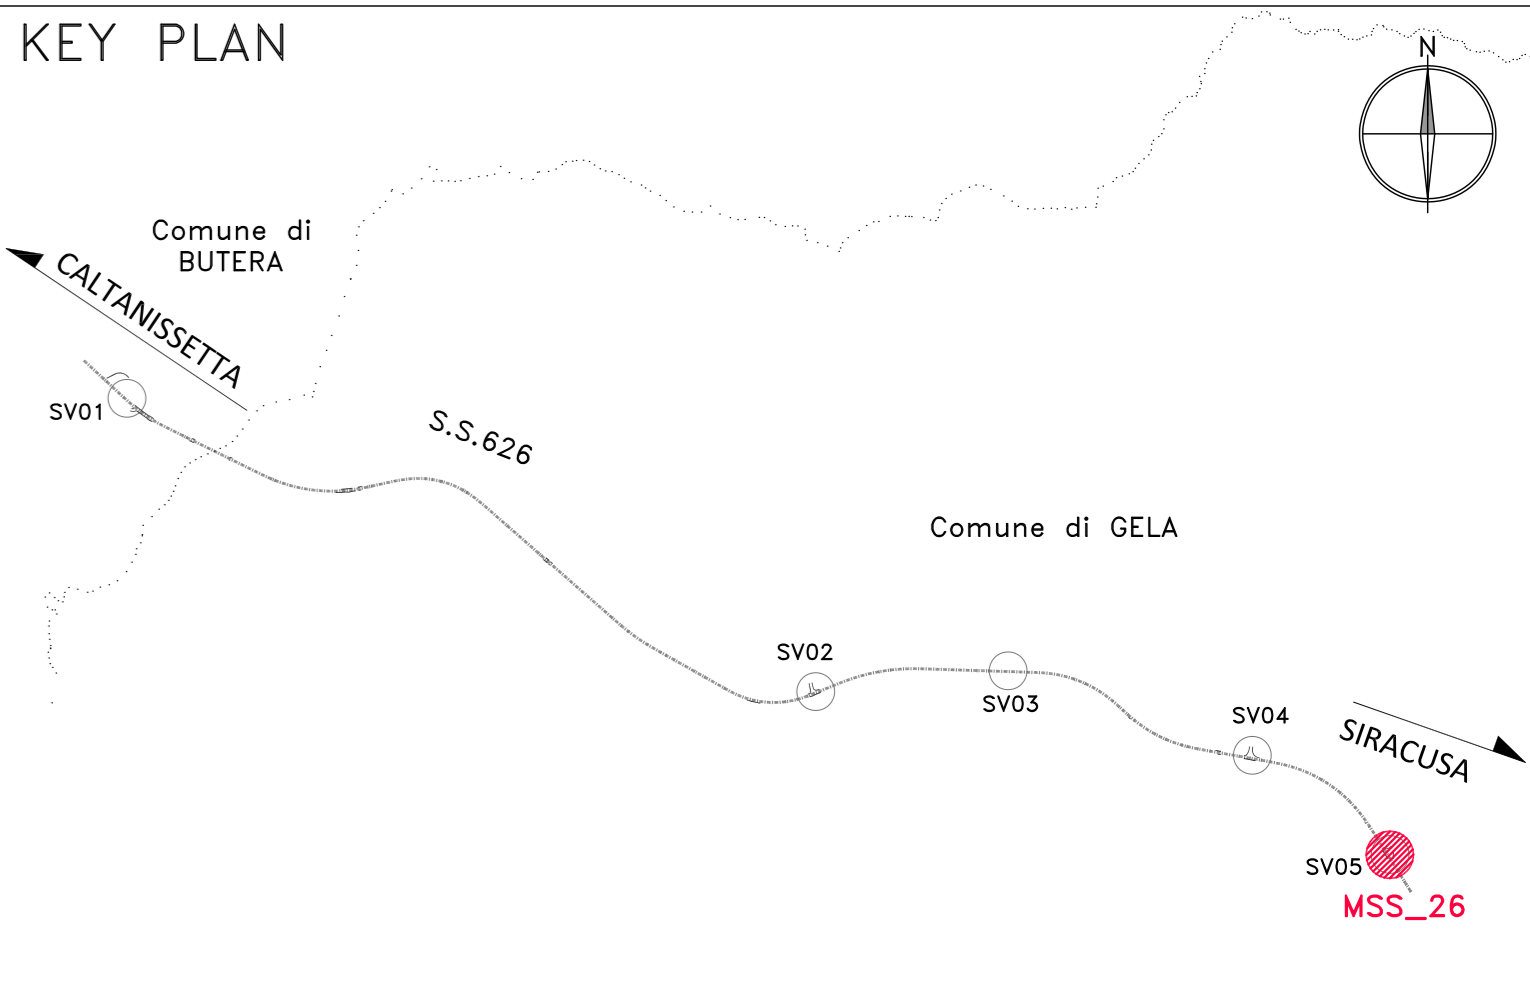 KEY PLAN
N
Comune di
BUTERA
CALTANISSETTA
SV01
S.S.626
Comune di GELA
SV02
SV03
SV04
SIRACUSA
SV05
MSS_26